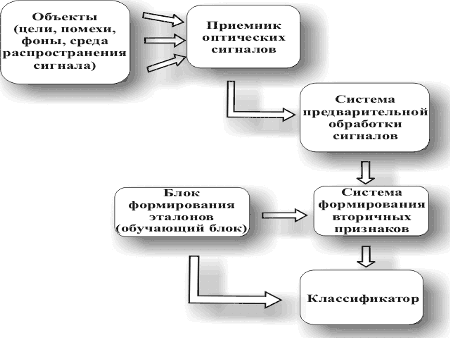 Объекты
(цели, помехи,
фоны, среда
распространения
сигнала)
Приемник
оптических
сигналов
Система
предварительной
обработки
сигналов
Блок
формирования
эталонов
(обучающий блок)
Система
формирования
вторичных
признаков
Классификатор